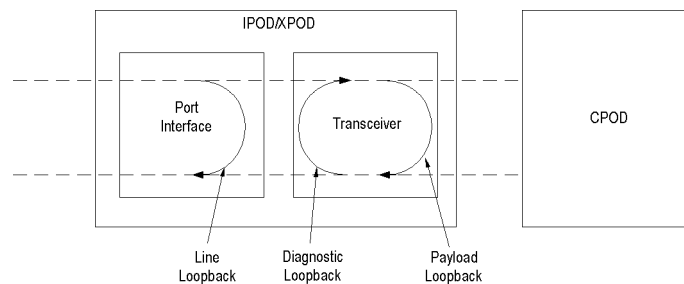 IPOD/XPOD
Port
Interface
Transceiver
CPOD
Line
Loopback
Diagnostic
Loopback
Payload
Loopback